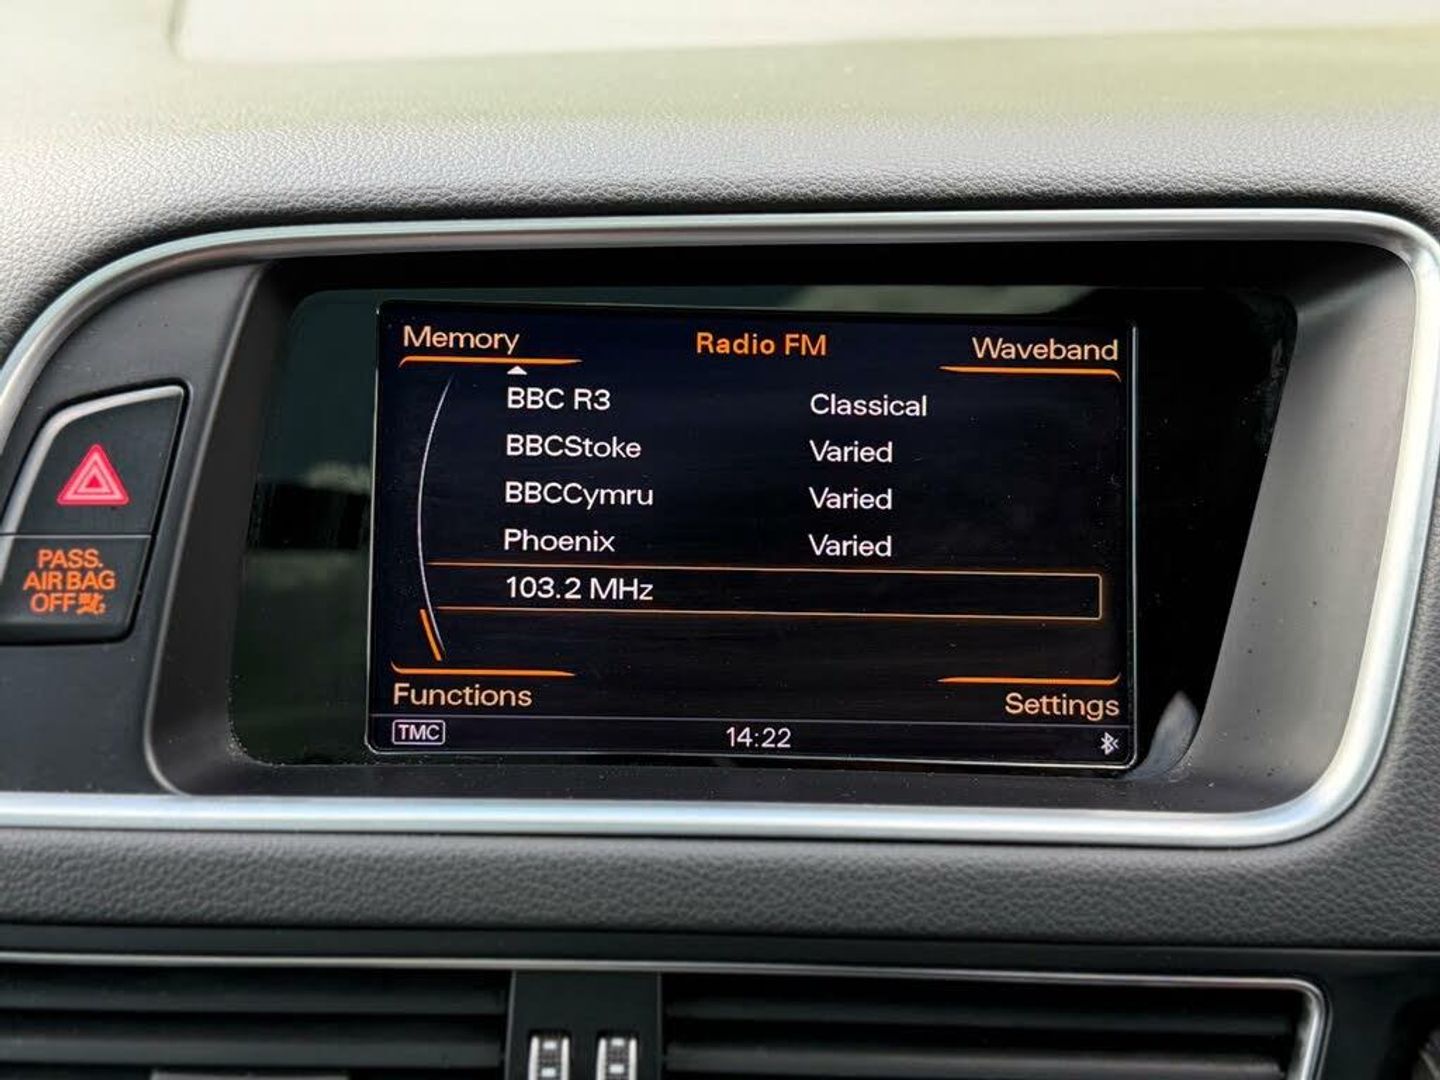 Memory Radio FM Waveband
BBC R3 Classical
BBCStoke Varied
BBCCymru Varied
Phoenix Varied
103.2 MHz
Functions Settings
TMC 14:22
PASS.
AIR BAG
OFF